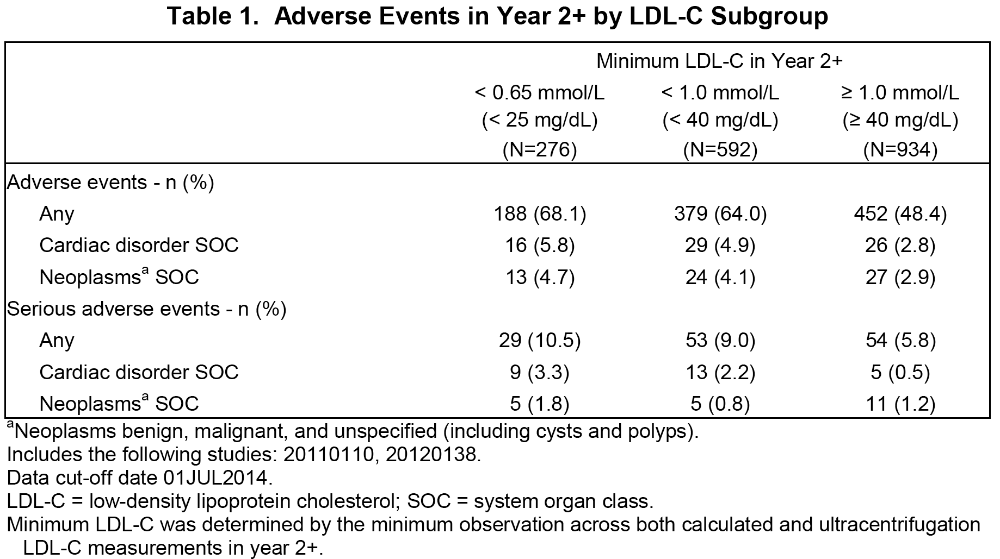 Table 1. Adverse Events in Year 2+ by LDL-C Subgroup
Minimum LDL-C in Year 2+
< 0.65 mmol/L < 1.0 mmol/L ≥ 1.0 mmol/L
(< 25 mg/dL) (< 40 mg/dL) (≥ 40 mg/dL)
(N=276) (N=592) (N=934)
Adverse events - n (%)
Any 188 (68.1) 379 (64.0) 452 (48.4)
Cardiac disorder SOC 16 (5.8) 29 (4.9) 26 (2.8)
Neoplasmsᵃ SOC 13 (4.7) 24 (4.1) 27 (2.9)
Serious adverse events - n (%)
Any 29 (10.5) 53 (9.0) 54 (5.8)
Cardiac disorder SOC 9 (3.3) 13 (2.2) 5 (0.5)
Neoplasmsᵃ SOC 5 (1.8) 5 (0.8) 11 (1.2)
ᵃNeoplasms benign, malignant, and unspecified (including cysts and polyps).
Includes the following studies: 20110110, 20120138.
Data cut-off date 01JUL2014.
LDL-C = low-density lipoprotein cholesterol; SOC = system organ class.
Minimum LDL-C was determined by the minimum observation across both calculated and ultracentrifugation
LDL-C measurements in year 2+.